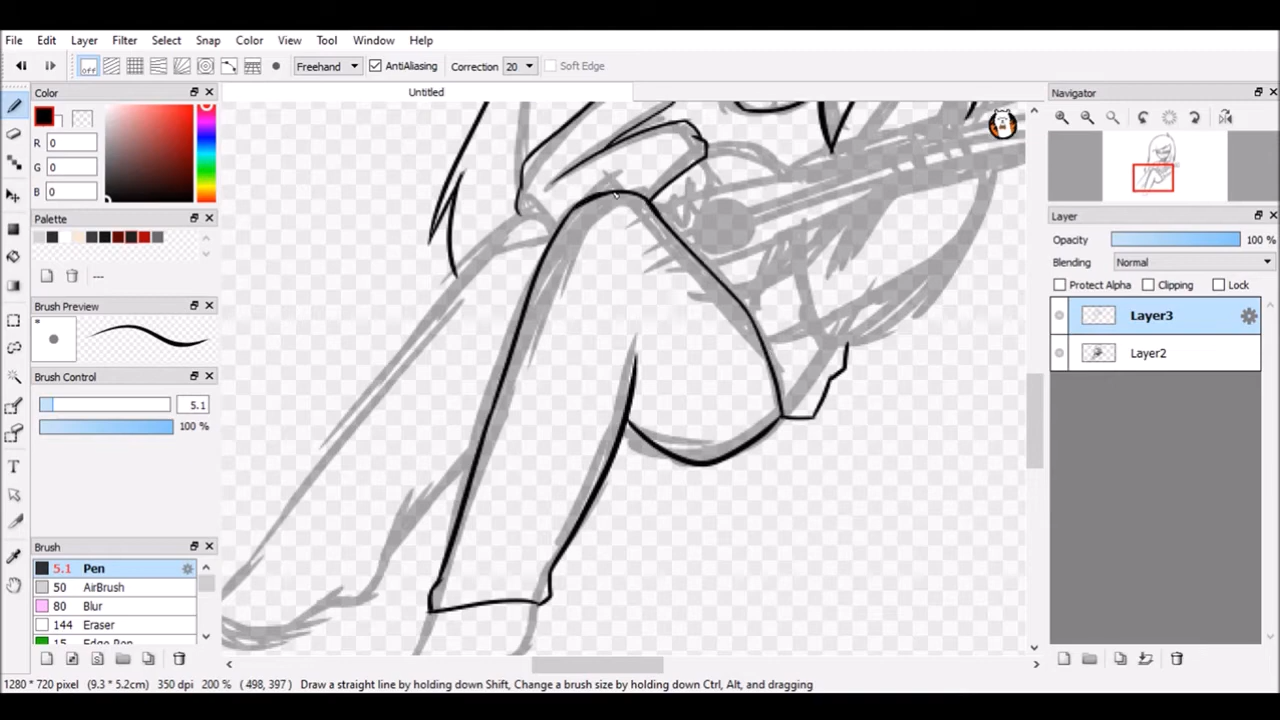 File Edit Layer Filter Select Snap Color View Tool Window Help
Off Freehand AntiAliasing Correction 20 Soft Edge
Color
R 0
G 0
B 0
Palette
---
Brush Preview
Brush Control
5.1
100 %
Brush
5.1 Pen
50 AirBrush
80 Blur
144 Eraser
15 Edge Pen
Untitled
Navigator
Layer
Opacity 100 %
Blending Normal
Protect Alpha Clipping Lock
Layer3
Layer2
1280 * 720 pixel (9.3 * 5.2cm) 350 dpi 200 % ( 498, 397 ) Draw a straight line by holding down Shift, Change a brush size by holding down Ctrl, Alt, and dragging